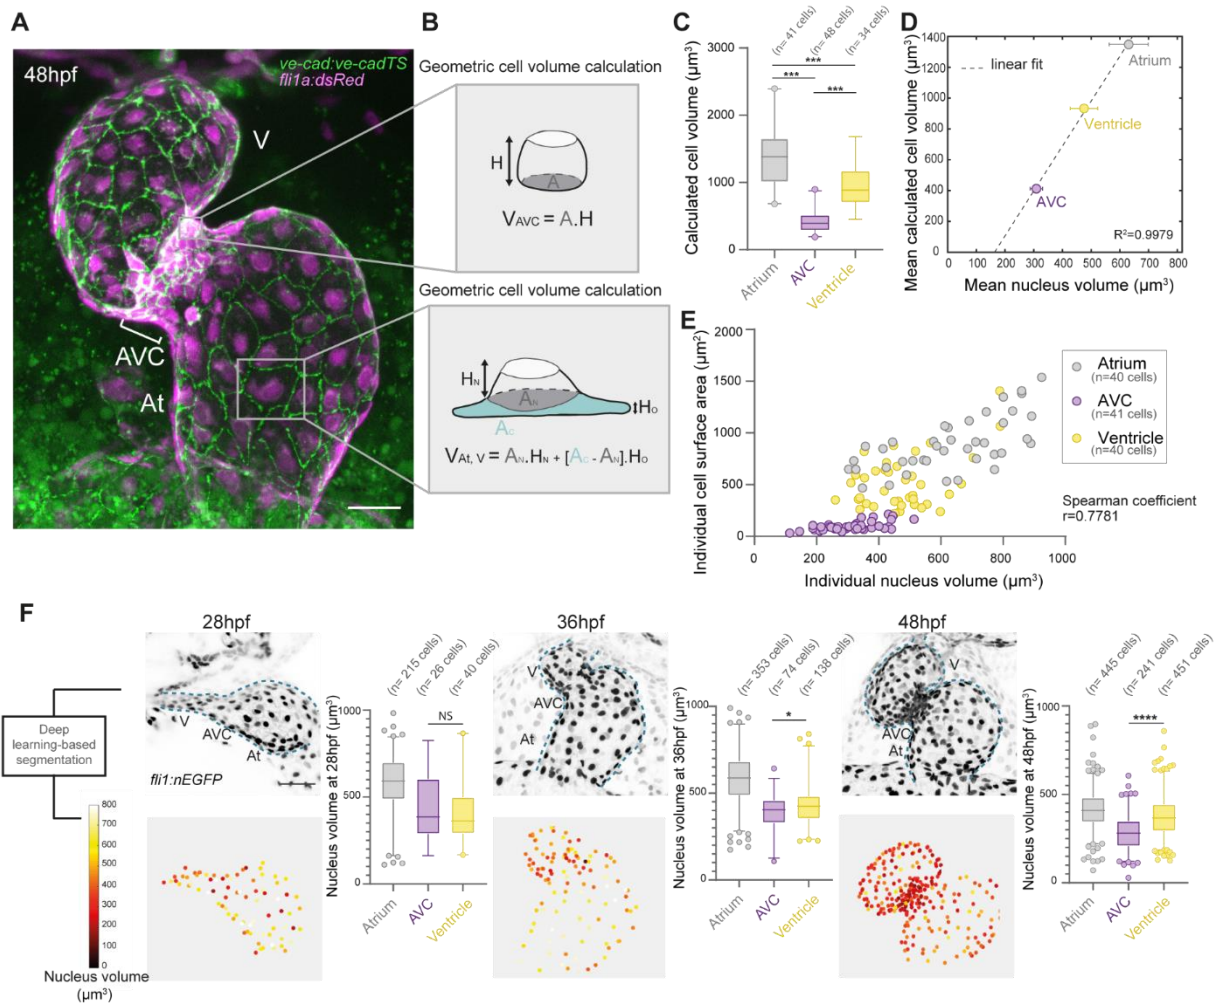 A
48hpf
ve-cad:ve-cadTS
fli1a:dsRed
V
AVC
At
B
Geometric cell volume calculation
H
A
VAVC = A.H
Geometric cell volume calculation
HN
AN
HO
AC
VAt, V = AN.HN + [AC - AN].HO
C
(n= 41 cells)
(n= 48 cells)
(n= 34 cells)
Calculated cell volume (µm³)
3000
2000
1000
0
***
***
***
Atrium
AVC
Ventricle
D
Mean calculated cell volume (µm³)
1400
1200
1000
800
600
400
200
0
linear fit
Atrium
Ventricle
AVC
R²=0.9979
0 100 200 300 400 500 600 700 800
Mean nucleus volume (µm³)
E
Individual cell surface area (µm²)
2000
1500
1000
500
0
0 200 400 600 800 1000
Individual nucleus volume (µm³)
Atrium
(n=40 cells)
AVC
(n=41 cells)
Ventricle
(n=40 cells)
Spearman coefficient
r=0.7781
F
Deep
learning-based
segmentation
800
700
600
500
400
300
200
100
0
Nucleus volume
(µm³)
28hpf
V
AVC
At
fli1:nEGFP
(n= 215 cells)
(n= 26 cells)
(n= 40 cells)
Nucleus volume at 28hpf (µm³)
1000
500
0
NS
Atrium
AVC
Ventricle
36hpf
V
AVC
At
(n= 353 cells)
(n= 74 cells)
(n= 138 cells)
Nucleus volume at 36hpf (µm³)
1000
500
0
*
Atrium
AVC
Ventricle
48hpf
V
AVC
At
(n= 445 cells)
(n= 241 cells)
(n= 451 cells)
Nucleus volume at 48hpf (µm³)
1000
500
0
****
Atrium
AVC
Ventricle